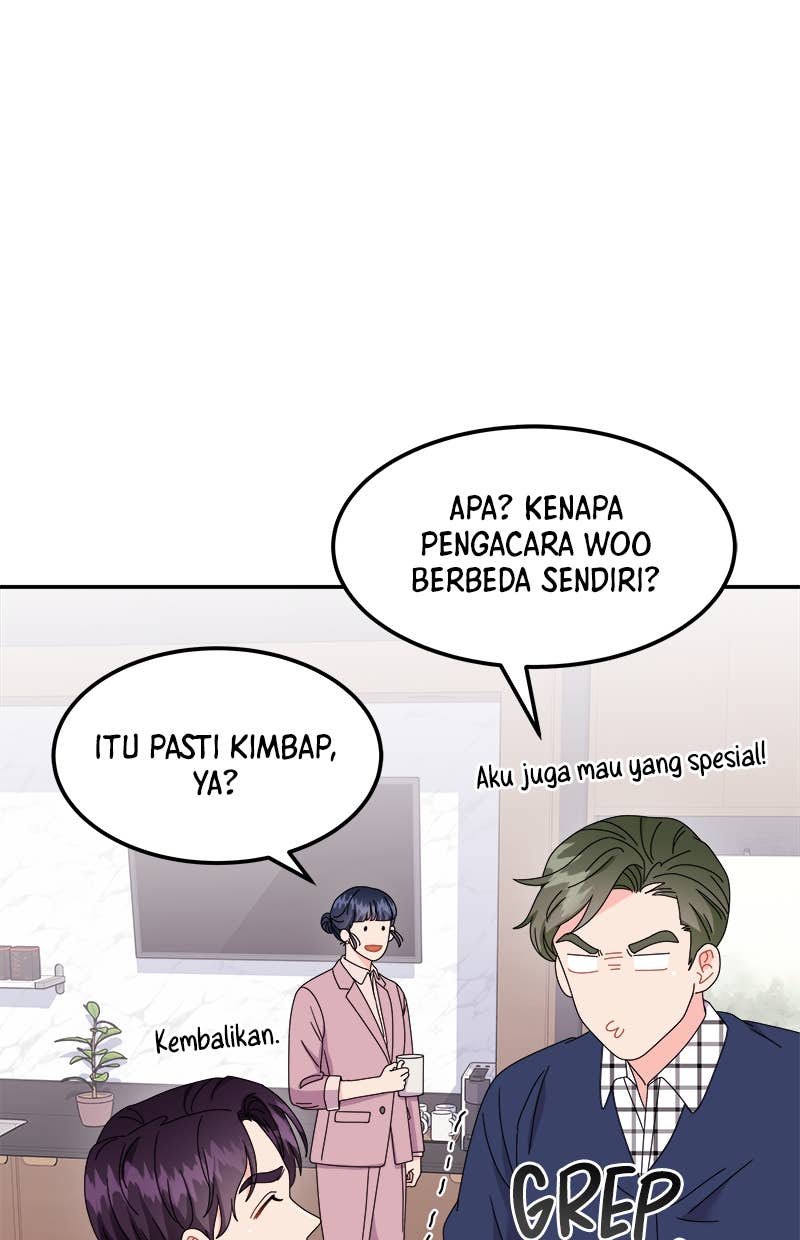 APA? KENAPA
PENGACARA WOO
BERBEDA SENDIRI?
Aku juga mau yang spesial!
ITU PASTI KIMBAP,
YA?
Kembalikan.
GREP